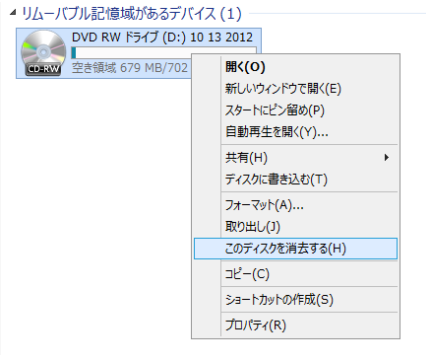 リムーバブル記憶域があるデバイス (1)
DVD RW ドライブ (D:) 10 13 2012
CD-RW
空き領域 679 MB/702
開く(O)
新しいウィンドウで開く(E)
スタートにピン留め(P)
自動再生を開く(Y)...
共有(H)
ディスクに書き込む(T)
フォーマット(A)...
取り出し(J)
このディスクを消去する(H)
コピー(C)
ショートカットの作成(S)
プロパティ(R)